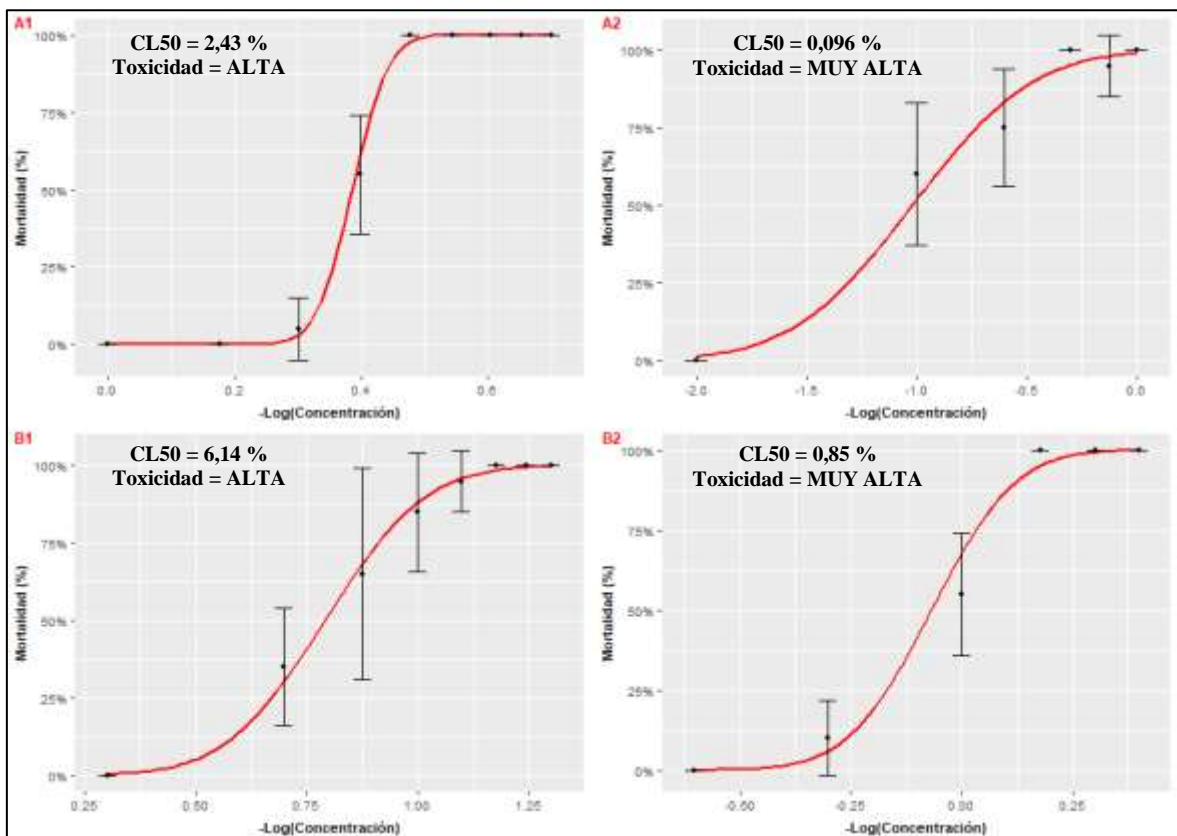 A1
CL50 = 2,43 %
Toxicidad = ALTA
100%
75%
50%
25%
0%
Mortalidad (%)
0.0
0.2
0.4
0.6
-Log(Concentración)
A2
CL50 = 0,096 %
Toxicidad = MUY ALTA
100%
75%
50%
25%
0%
Mortalidad (%)
-2.0
-1.5
-1.0
-0.5
0.0
-Log(Concentración)
B1
CL50 = 6,14 %
Toxicidad = ALTA
100%
75%
50%
25%
0%
Mortalidad (%)
0.25
0.50
0.75
1.00
1.25
-Log(Concentración)
B2
CL50 = 0,85 %
Toxicidad = MUY ALTA
100%
75%
50%
25%
0%
Mortalidad (%)
-0.50
-0.25
0.00
0.25
-Log(Concentración)